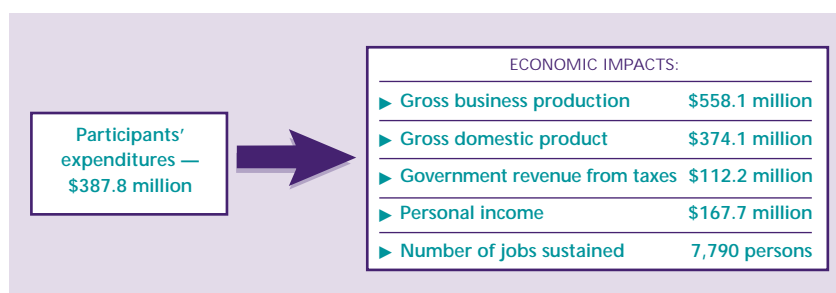 Participants'
expenditures —
$387.8 million
ECONOMIC IMPACTS:
▶ Gross business production $558.1 million
▶ Gross domestic product $374.1 million
▶ Government revenue from taxes $112.2 million
▶ Personal income $167.7 million
▶ Number of jobs sustained 7,790 persons